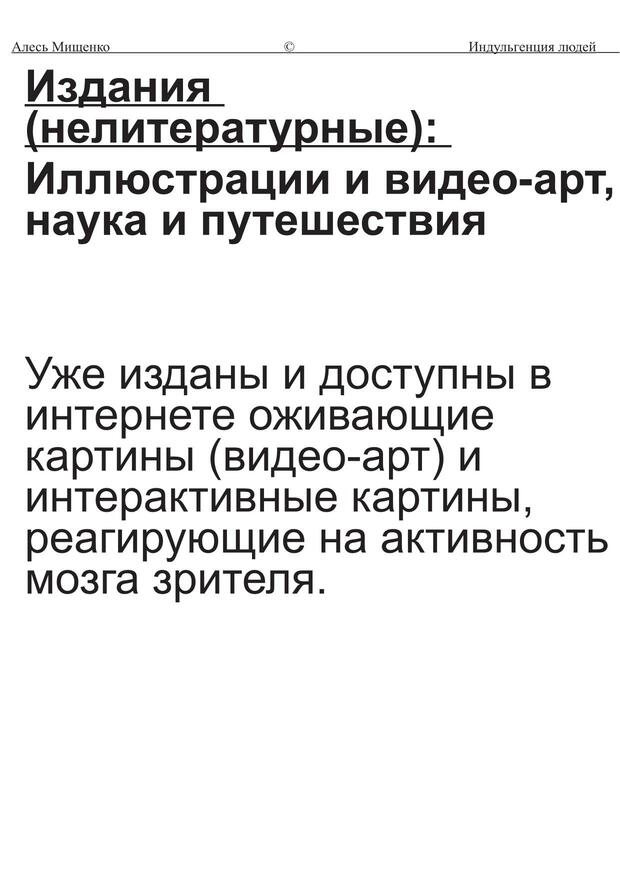 Алесь Мищенко © Индульгенция людей
Издания
(нелитературные):
Иллюстрации и видео-арт,
наука и путешествия
Уже изданы и доступны в
интернете оживающие
картины (видео-арт) и
интерактивные картины,
реагирующие на активность
мозга зрителя.